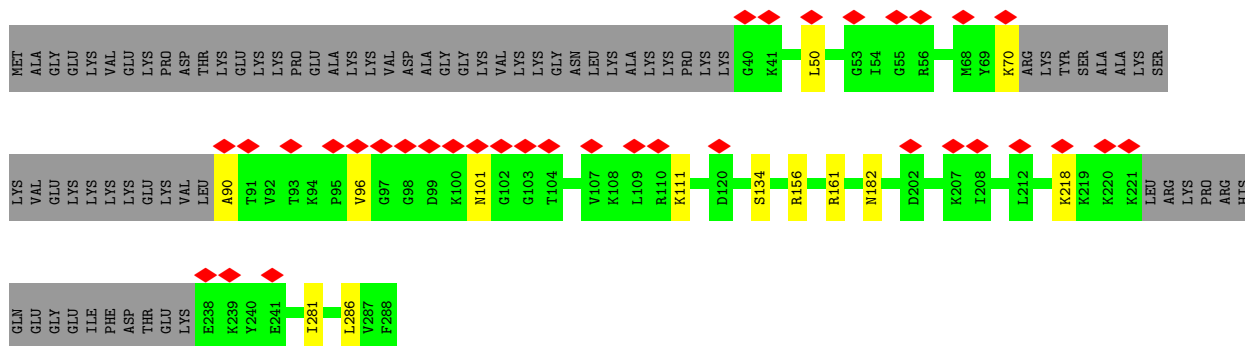 MET ALA GLY GLU LYS VAL GLU LYS PRO ASP THR LYS GLU LYS LYS PRO GLU ALA LYS LYS VAL ASP ALA GLY GLY LYS VAL LYS LYS GLY ASN LEU LYS ALA LYS LYS PRO LYS LYS G40 K41 L50 G53 I54 G55 R56 M68 Y69 K70 ARG LYS TYR SER ALA ALA LYS SER
LYS VAL GLU LYS LYS LYS LYS GLU LYS VAL LEU A90 T91 V92 T93 K94 P95 V96 G97 G98 D99 K100 N101 G102 G103 T104 V107 K108 L109 R110 K111 D120 S134 R156 R161 N182 D202 K207 I208 L212 K218 K219 K220 K221 LEU ARG LYS PRO ARG HIS
GLN GLU GLY GLU ILE PHE ASP THR GLU LYS E238 K239 Y240 E241 I281 L286 V287 F288